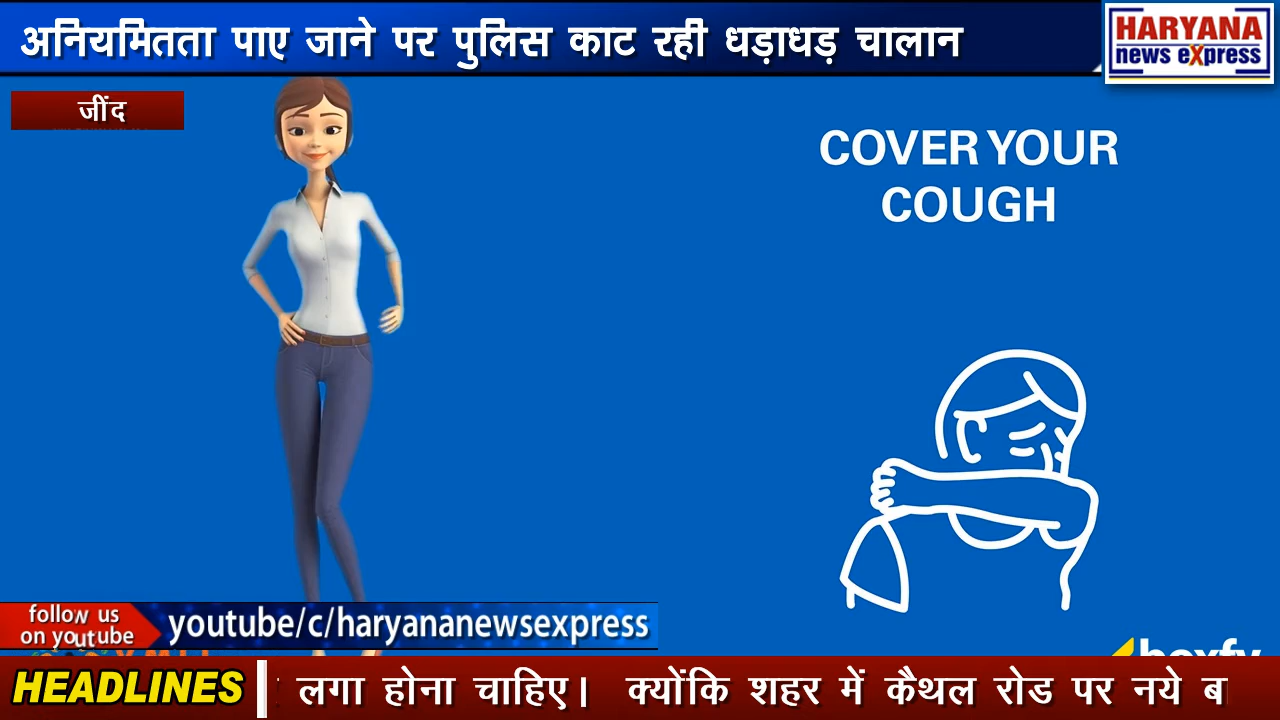 अनियमितता पाए जाने पर पुलिस काट रही धड़ाधड़ चालान
HARYANA
news eXpress
जींद
COVER YOUR
COUGH
follow us
on youtube
youtube/c/haryananewsexpress
HEADLINES
लगा होना चाहिए। क्योंकि शहर में कैथल रोड पर नये ब